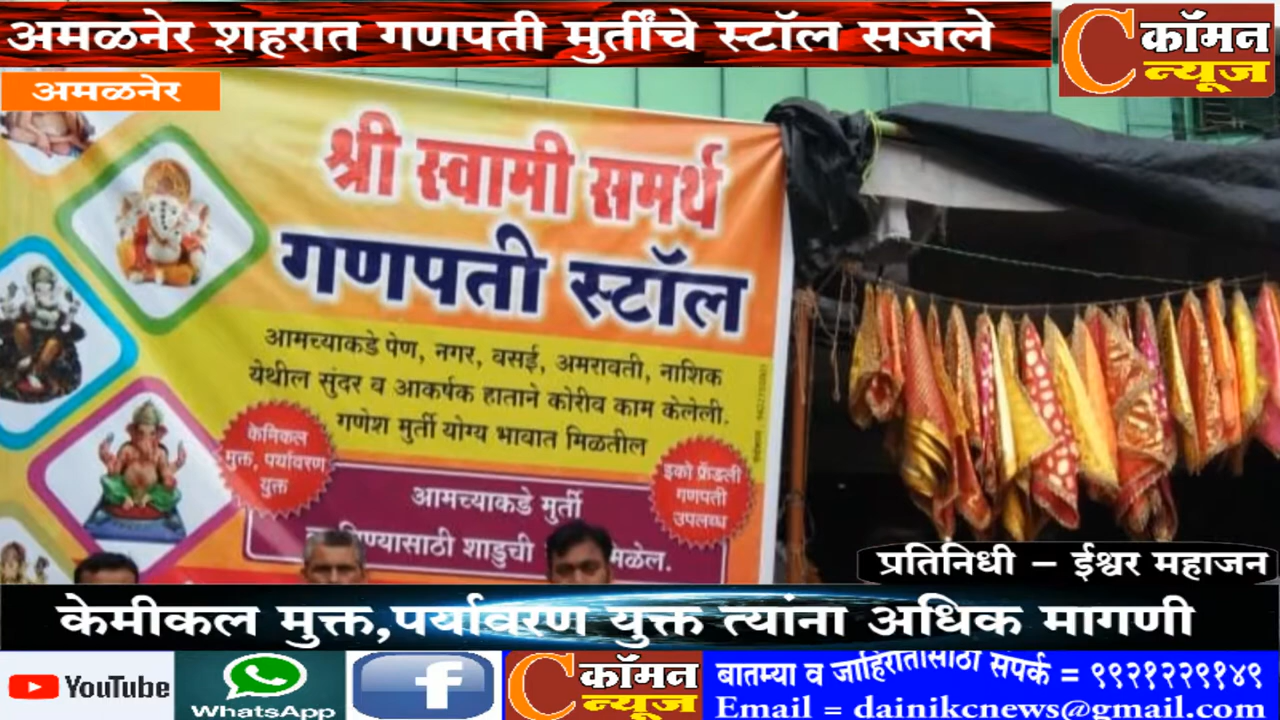 अमळनेर शहरात गणपती मुर्तींचे स्टॉल सजले
C कॉमन
न्यूज
अमळनेर
श्री स्वामी समर्थ
गणपती स्टॉल
आमच्याकडे पेण, नगर, वसई, अमरावती, नाशिक
येथील सुंदर व आकर्षक हाताने कोरीव काम केलेली.
गणेश मुर्ती योग्य भावात मिळतील
केमिकल
मुक्त, पर्यावरण
युक्त
इको फ्रेंडली
गणपती
उपलब्ध
आमच्याकडे मुर्ती
शाडुची मिळेल.
प्रतिनिधी – ईश्वर महाजन
केमीकल मुक्त,पर्यावरण युक्त त्यांना अधिक मागणी
YouTube
WhatsApp
f
C कॉमन
न्यूज
बातम्या व जाहिरातीसाठी संपर्क = ९९२१२२९१४९
Email = dainikcnews@gmail.com